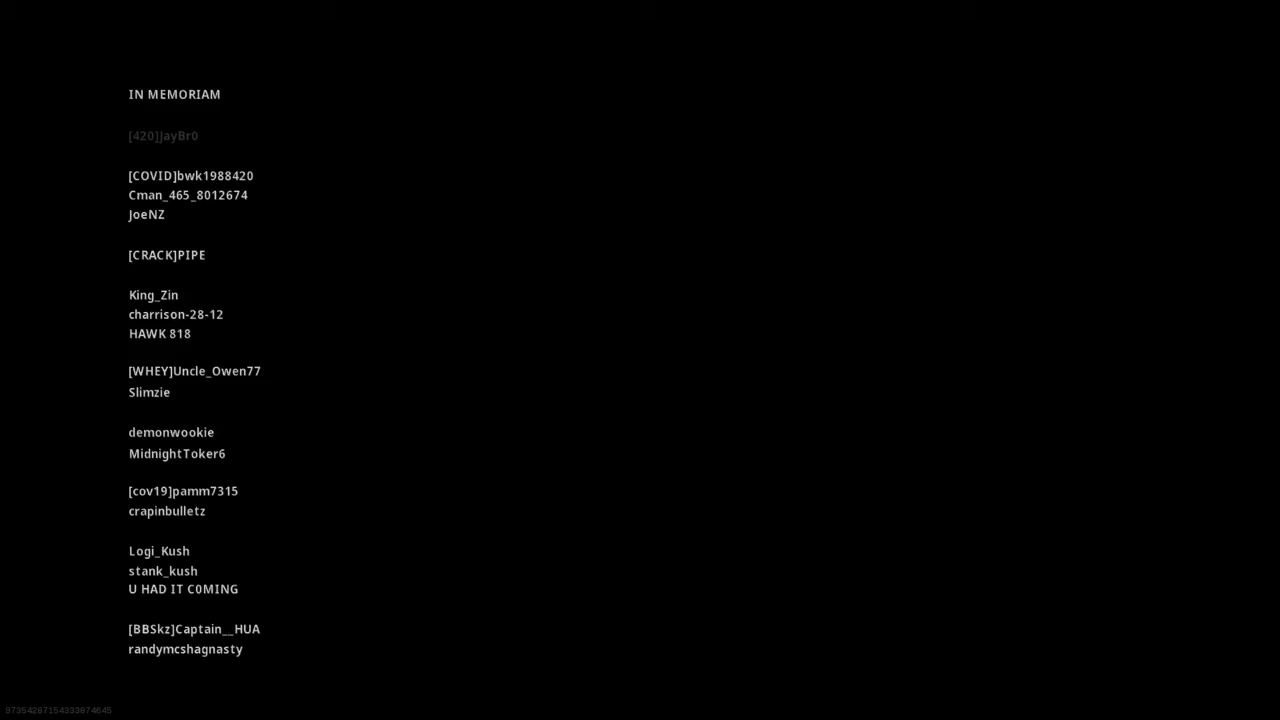 IN MEMORIAM
[420]JayBr0
[COVID]bwk1988420
Cman_465_8012674
JoeNZ
[CRACK]PIPE
King_Zin
charrison-28-12
HAWK 818
[WHEY]Uncle_Owen77
Slimzie
demonwookie
MidnightToker6
[cov19]pamm7315
crapinbulletz
Logi_Kush
stank_kush
U HAD IT C0MING
[BBSkz]Captain__HUA
randymcshagnasty
97354287154333874645